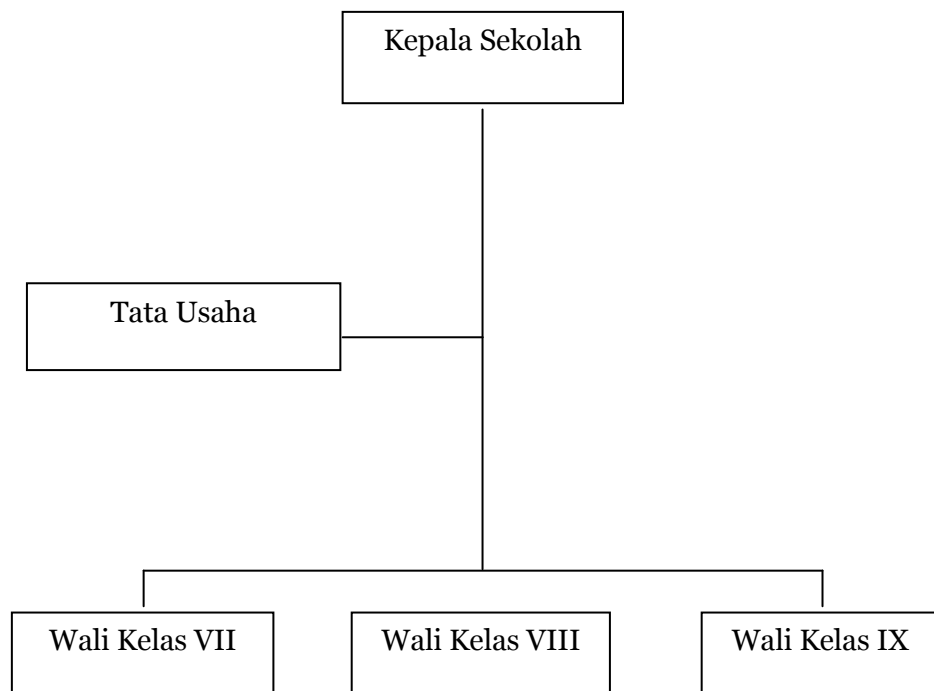 Kepala Sekolah
Tata Usaha
Wali Kelas VII
Wali Kelas VIII
Wali Kelas IX